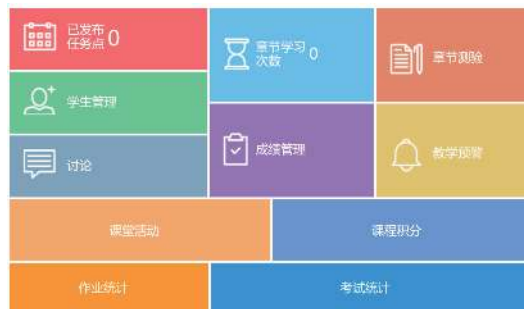 已发布
任务点 0
章节学习
次数 0
章节测验
学生管理
成绩管理
教学预警
讨论
课堂活动
课程积分
作业统计
考试统计